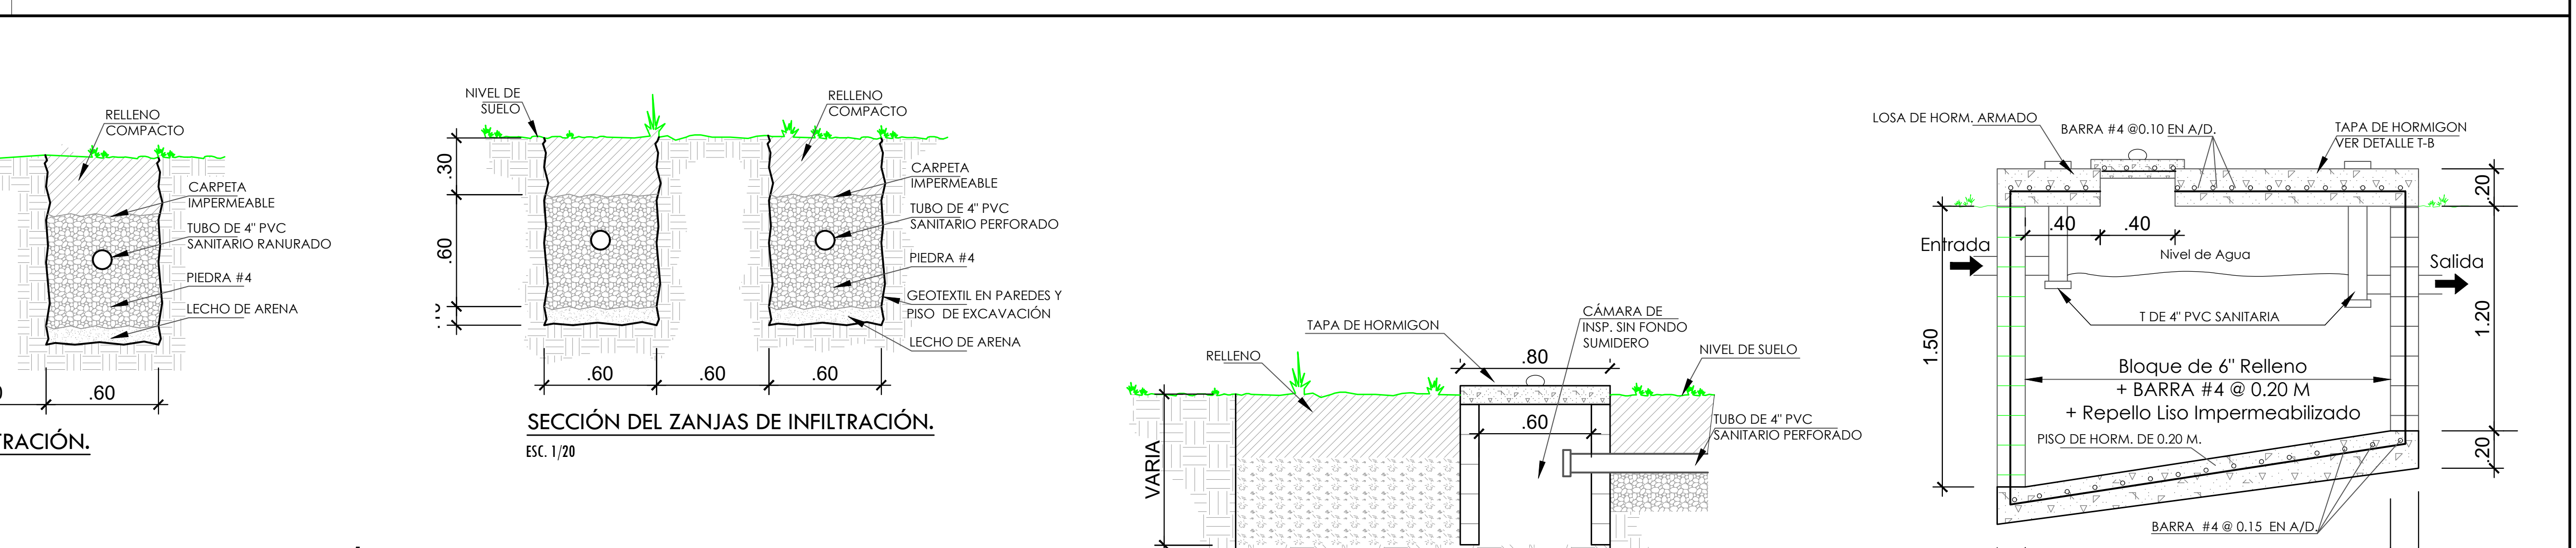 RELLENO
COMPACTO
CARPETA
IMPERMEABLE
TUBO DE 4" PVC
SANITARIO RANURADO
PIEDRA #4
LECHO DE ARENA
.60
TRACIÓN.
NIVEL DE
SUELO
RELLENO
COMPACTO
.30
.60
CARPETA
IMPERMEABLE
TUBO DE 4" PVC
SANITARIO PERFORADO
PIEDRA #4
GEOTEXTIL EN PAREDES Y
PISO DE EXCAVACIÓN
LECHO DE ARENA
.60
.60
.60
SECCIÓN DEL ZANJAS DE INFILTRACIÓN.
ESC. 1/20
TAPA DE HORMIGON
CÁMARA DE
INSP. SIN FONDO
SUMIDERO
RELLENO
.80
NIVEL DE SUELO
.60
TUBO DE 4" PVC
SANITARIO PERFORADO
VARIA
LOSA DE HORM. ARMADO
BARRA #4 @0.10 EN A/D.
TAPA DE HORMIGON
VER DETALLE T-B
.20
.40
.40
Entrada
Nivel de Agua
Salida
T DE 4" PVC SANITARIA
1.50
1.20
Bloque de 6" Relleno
+ BARRA #4 @ 0.20 M
+ Repello Liso Impermeabilizado
PISO DE HORM. DE 0.20 M.
.20
BARRA #4 @ 0.15 EN A/D.